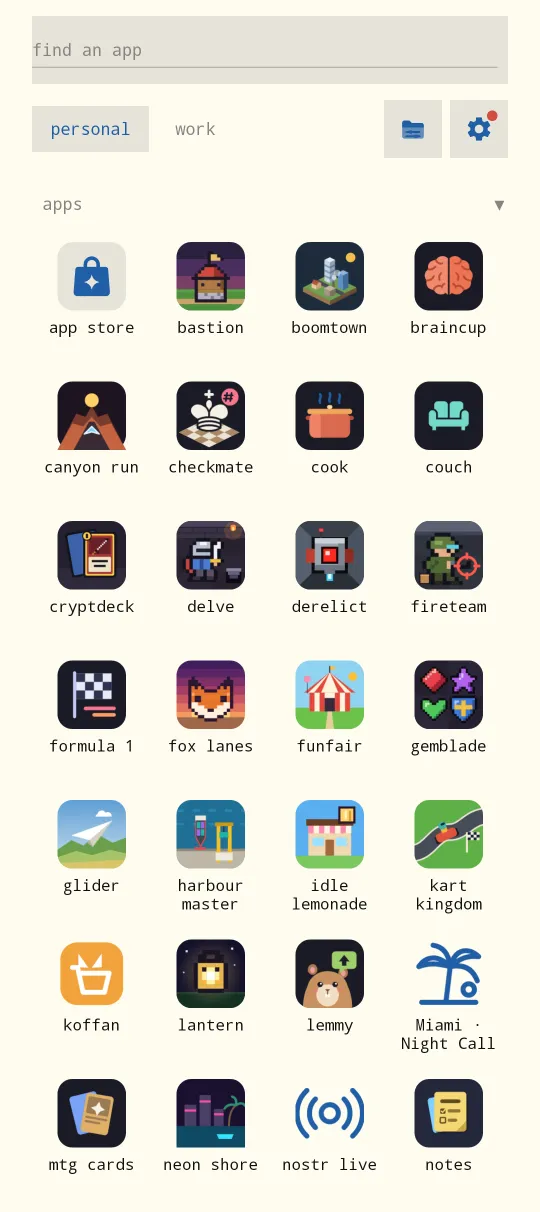 find an app
personal
work
apps
app store
bastion
boomtown
braincup
canyon run
checkmate
cook
couch
cryptdeck
delve
derelict
fireteam
formula 1
fox lanes
funfair
gemblade
glider
harbour
master
idle
lemonade
kart
kingdom
koffan
lantern
lemmy
Miami ·
Night Call
mtg cards
neon shore
nostr live
notes